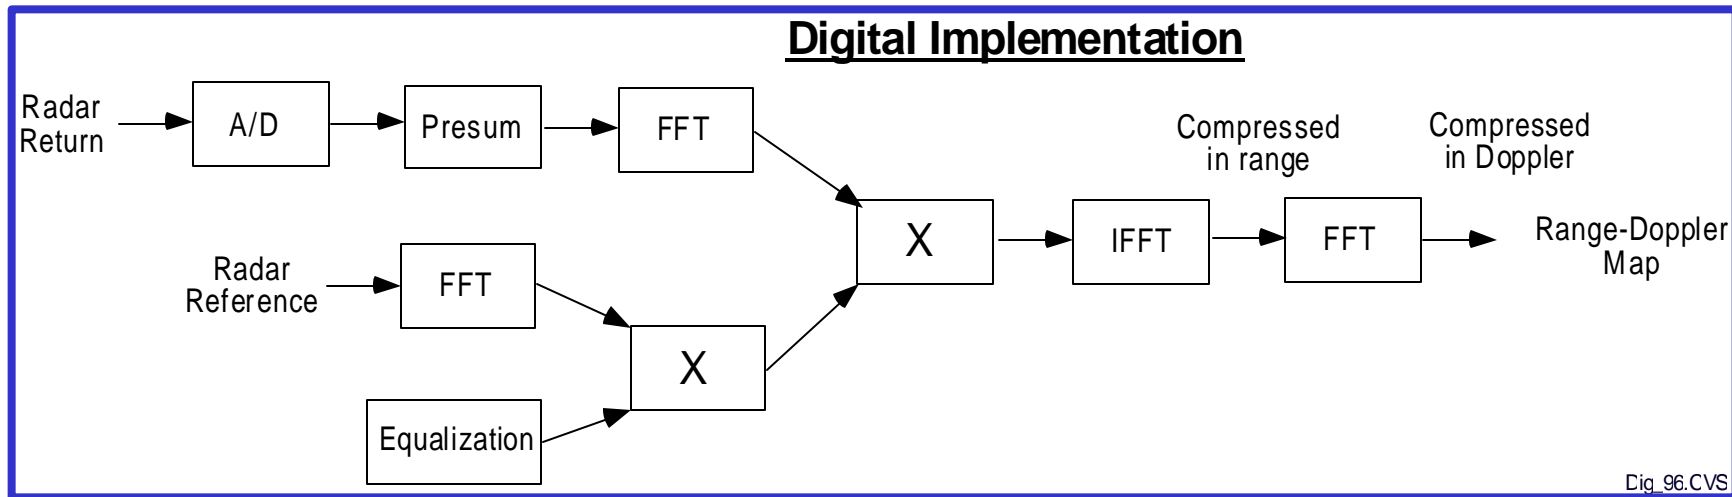 Digital Implementation
Radar
Return
A/D
Presum
FFT
Compressed
in range
Compressed
in Doppler
Radar
Reference
FFT
X
IFFT
FFT
Range-Doppler
Map
X
Equalization
Dig_96.CVS